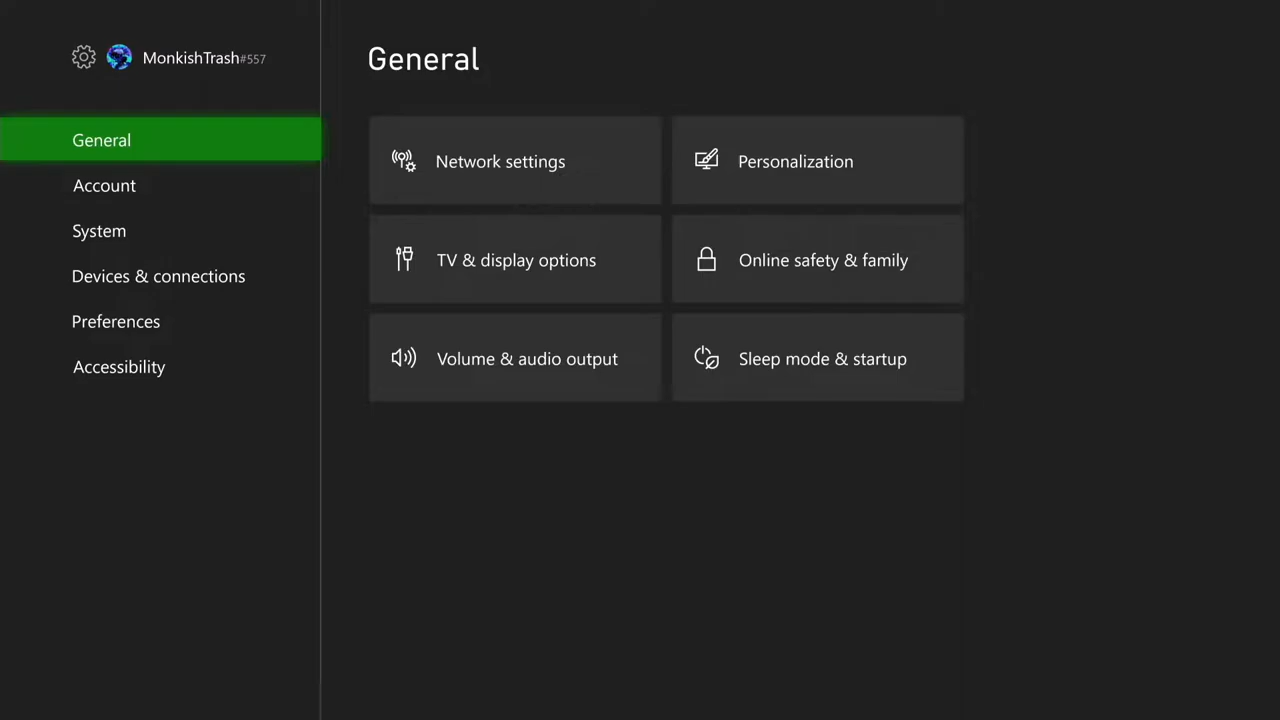 MonkishTrash#557
General
Account
System
Devices & connections
Preferences
Accessibility
General
Network settings
Personalization
TV & display options
Online safety & family
Volume & audio output
Sleep mode & startup